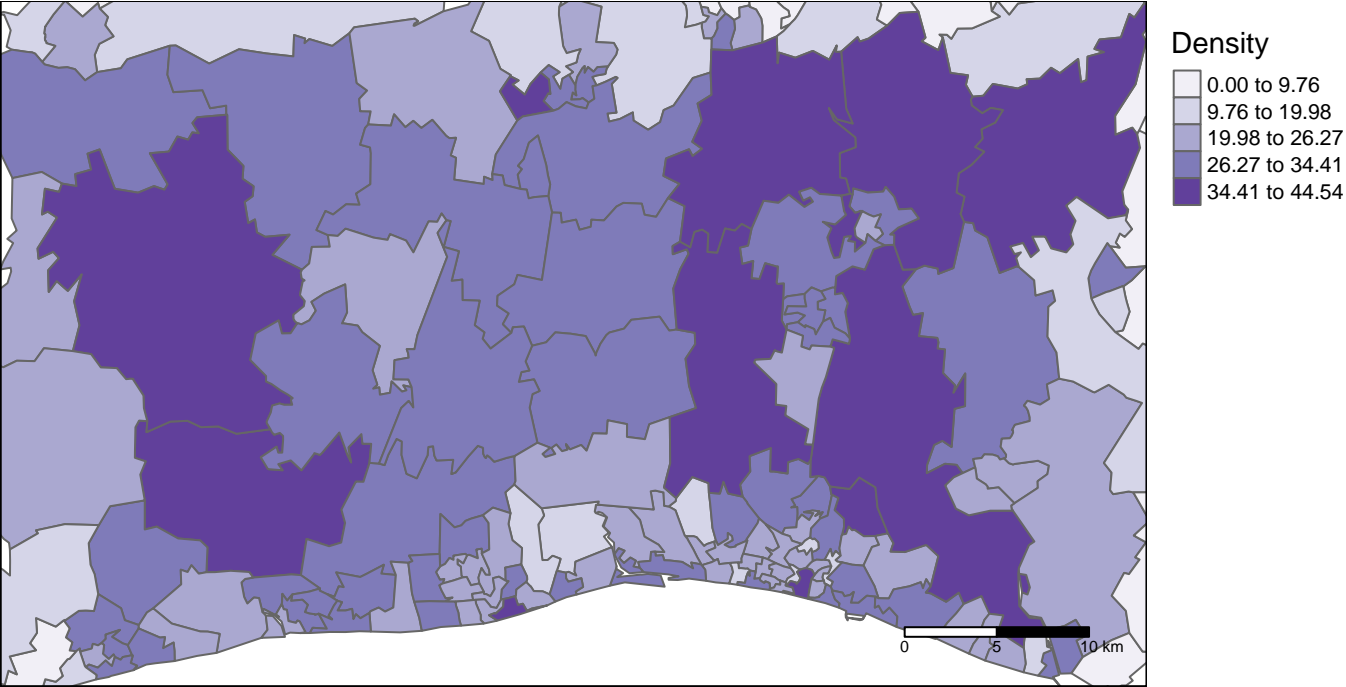 Density
0.00 to 9.76
9.76 to 19.98
19.98 to 26.27
26.27 to 34.41
34.41 to 44.54
0 5 10 km